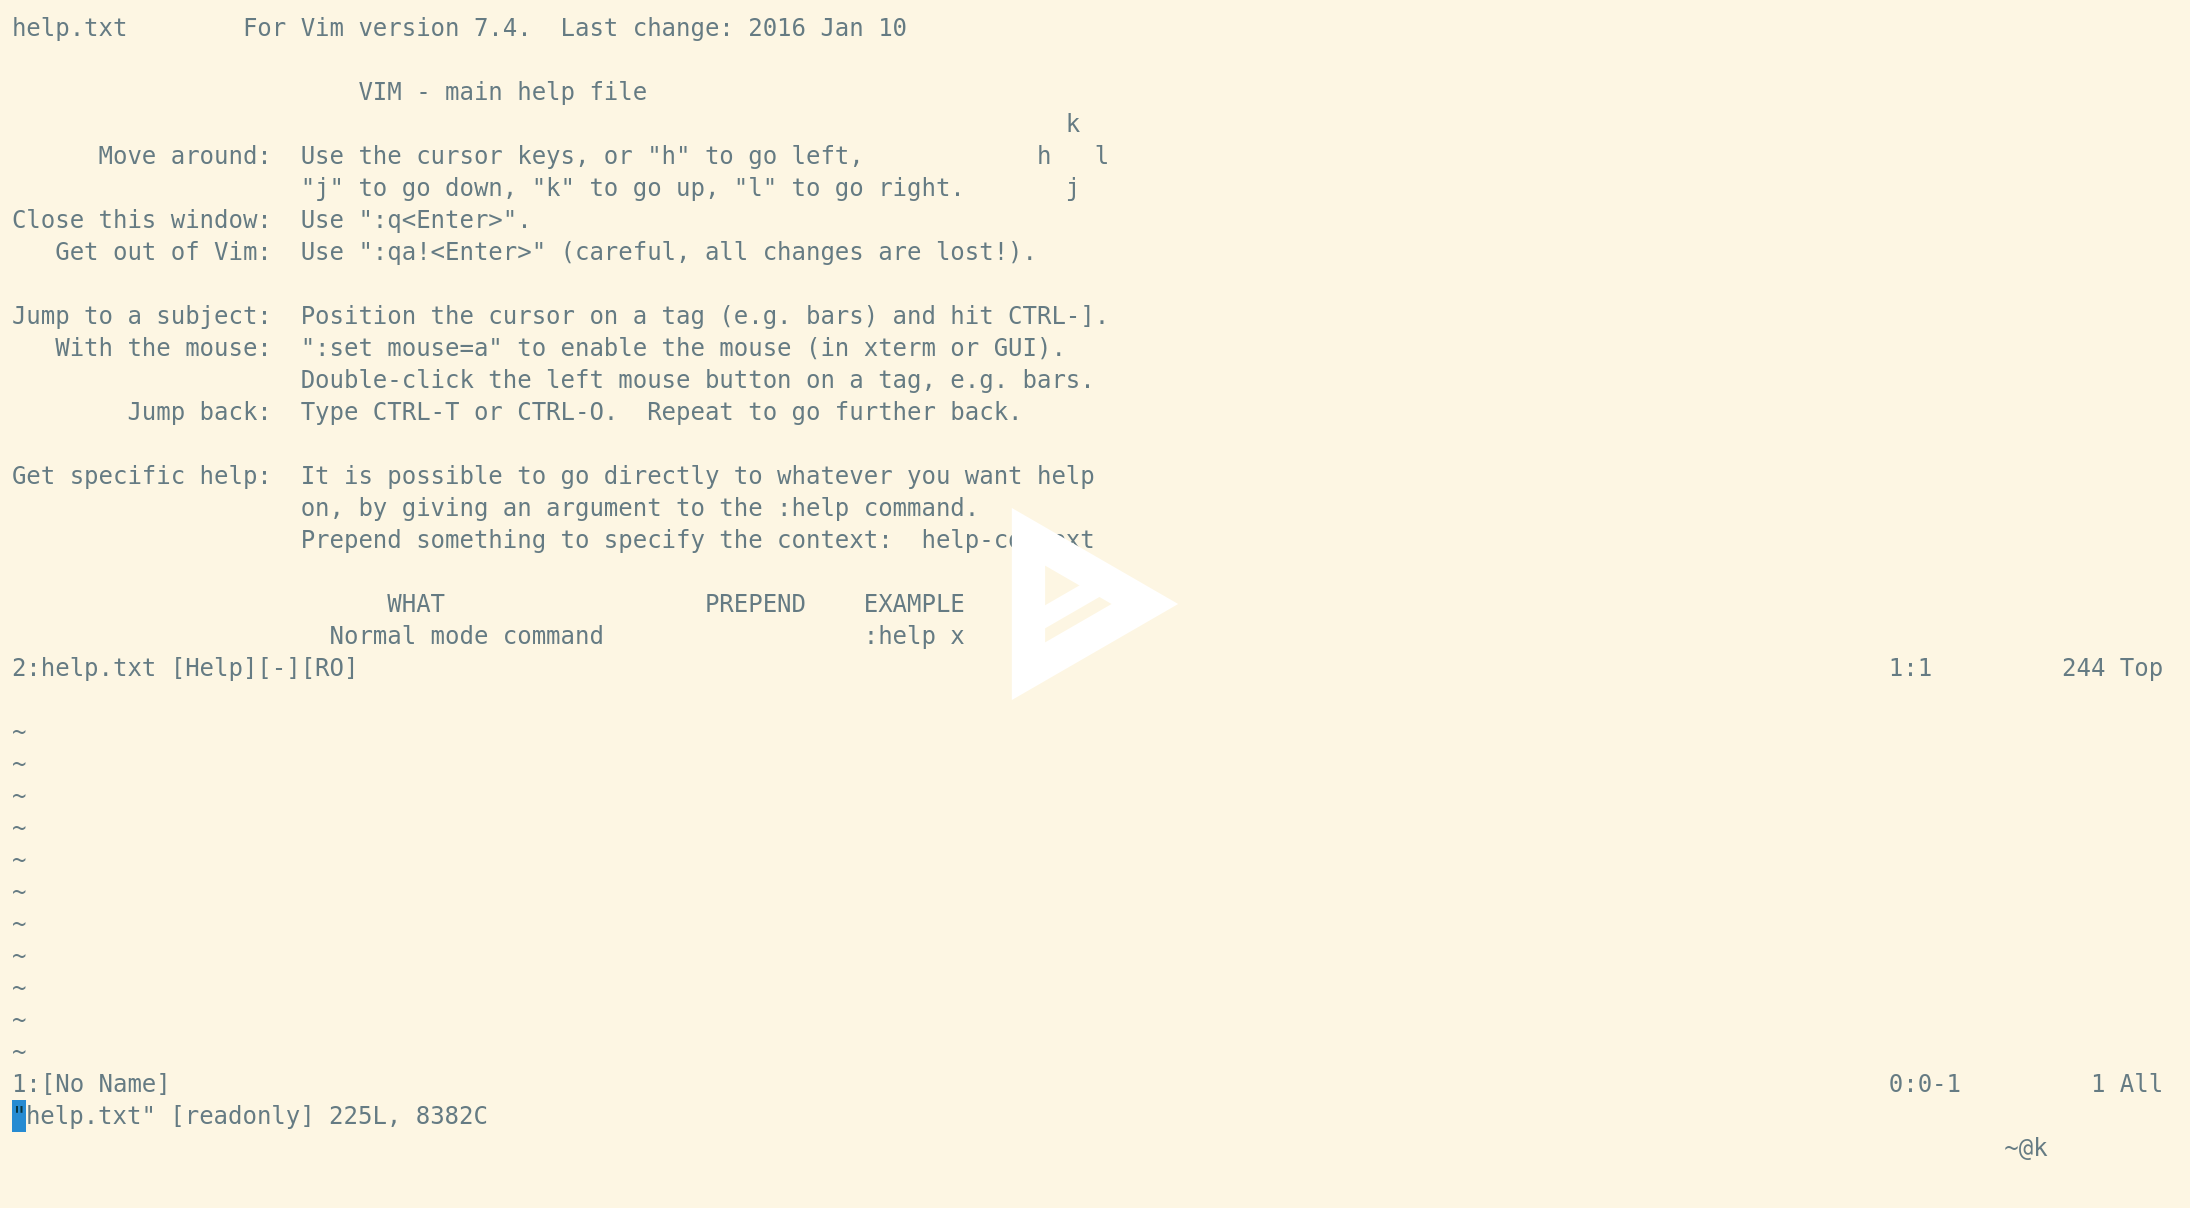 help.txt        For Vim version 7.4.  Last change: 2016 Jan 10
                        VIM - main help file
                                                                         k
      Move around:  Use the cursor keys, or "h" to go left,            h   l
                    "j" to go down, "k" to go up, "l" to go right.       j
Close this window:  Use ":q<Enter>".
   Get out of Vim:  Use ":qa!<Enter>" (careful, all changes are lost!).
Jump to a subject:  Position the cursor on a tag (e.g. bars) and hit CTRL-].
   With the mouse:  ":set mouse=a" to enable the mouse (in xterm or GUI).
                    Double-click the left mouse button on a tag, e.g. bars.
        Jump back:  Type CTRL-T or CTRL-O.  Repeat to go further back.
Get specific help:  It is possible to go directly to whatever you want help
                    on, by giving an argument to the :help command.
                    Prepend something to specify the context:  help-context
                          WHAT                  PREPEND    EXAMPLE
                      Normal mode command                  :help x
2:help.txt [Help][-][RO]                                                                                                          1:1         244 Top
~
~
~
~
~
~
~
~
~
~
~
1:[No Name]                                                                                                                       0:0-1         1 All
"help.txt" [readonly] 225L, 8382C
                                                                                                                                          ~@k